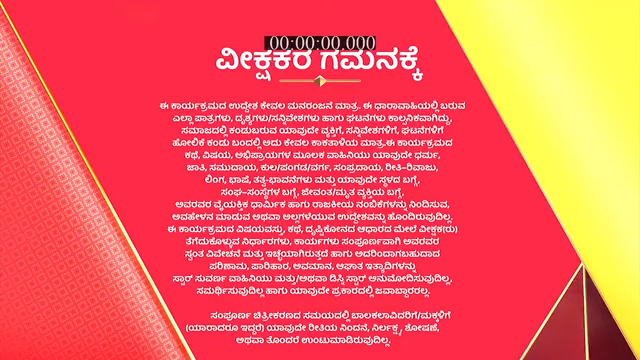 00:00:00.000
ವೀಕ್ಷಕರ ಗಮನಕ್ಕೆ
ಈ ಕಾರ್ಯಕ್ರಮದ ಉದ್ದೇಶ ಕೇವಲ ಮನರಂಜನೆ ಮಾತ್ರ. ಈ ಧಾರಾವಾಹಿಯಲ್ಲಿ ಬರುವ
ಎಲ್ಲಾ ಪಾತ್ರಗಳು, ದೃಶ್ಯಗಳು/ಸನ್ನಿವೇಶಗಳು ಹಾಗು ಘಟನೆಗಳು ಕಾಲ್ಪನಿಕವಾಗಿದ್ದು,
ಸಮಾಜದಲ್ಲಿ ಕಂಡುಬರುವ ಯಾವುದೇ ವ್ಯಕ್ತಿಗೆ, ಸನ್ನಿವೇಶಗಳಿಗೆ, ಘಟನೆಗಳಿಗೆ
ಹೋಲಿಕೆ ಕಂಡು ಬಂದಲ್ಲಿ ಅದು ಕೇವಲ ಕಾಕತಾಳಿಯ ಮಾತ್ರ.ಈ ಕಾರ್ಯಕ್ರಮದ
ಕಥೆ, ವಿಷಯ, ಅಭಿಪ್ರಾಯಗಳ ಮೂಲಕ ವಾಹಿನಿಯು ಯಾವುದೇ ಧರ್ಮ,
ಜಾತಿ, ಸಮುದಾಯ, ಕುಲ/ಪಂಗಡ/ವರ್ಗ, ಸಂಪ್ರದಾಯ, ರೀತಿ-ರಿವಾಜು,
ಲಿಂಗ, ಭಾಷೆ, ತತ್ವ-ಭಾವನೆಗಳು ಮತ್ತು ಯಾವುದೇ ಸ್ಥಳದ ಬಗ್ಗೆ,
ಸಂಘ-ಸಂಸ್ಥೆಗಳ ಬಗ್ಗೆ, ಜೀವಂತ/ಮೃತ ವ್ಯಕ್ತಿಯ ಬಗ್ಗೆ,
ಅವರವರ ವೈಯಕ್ತಿಕ ಧಾರ್ಮಿಕ ಹಾಗು ರಾಜಕೀಯ ನಂಬಿಕೆಗಳನ್ನು ನಿಂದಿಸುವ,
ಅವಹೇಳನ ಮಾಡುವ ಅಥವಾ ಅಲ್ಲಗಳೆಯುವ ಉದ್ದೇಶವನ್ನು ಹೊಂದಿರುವುದಿಲ್ಲ.
ಈ ಕಾರ್ಯಕ್ರಮದ ವಿಷಯವಸ್ತು, ಕಥೆ, ದೃಷ್ಟಿಕೋನದ ಆಧಾರದ ಮೇಲೆ ವೀಕ್ಷಕ(ರು)
ತೆಗೆದುಕೊಳ್ಳುವ ನಿರ್ಧಾರಗಳು, ಕಾರ್ಯಗಳು ಸಂಪೂರ್ಣವಾಗಿ ಅವರವರ
ಸ್ವಂತ ವಿವೇಚನೆ ಮತ್ತು ಇಚ್ಛೆಯಾಗಿರುತ್ತದೆ ಹಾಗು ಅದರಿಂದಾಗಬಹುದಾದ
ಪರಿಣಾಮ, ಪಾರಿಹಾರ, ಅವಮಾನ, ಆಘಾತ ಇತ್ಯಾದಿಗಳನ್ನು
ಸ್ಟಾರ್ ಸುವರ್ಣ ವಾಹಿನಿಯು ಮತ್ತು/ಅಥವಾ ಡಿಸ್ನಿ ಸ್ಟಾರ್ ಅನುಮೋದಿಸುವುದಿಲ್ಲ,
ಸಮರ್ಥಿಸುವುದಿಲ್ಲ ಹಾಗು ಯಾವುದೇ ಪ್ರಕಾರದಲ್ಲಿ ಜವಾಬ್ದಾರರಲ್ಲ.
ಸಂಪೂರ್ಣ ಚಿತ್ರೀಕರಣದ ಸಮಯದಲ್ಲಿ ಬಾಲಕಲಾವಿದರಿಗೆ/ಮಕ್ಕಳಿಗೆ
(ಯಾರಾದರೂ ಇದ್ದರೆ) ಯಾವುದೇ ರೀತಿಯ ನಿಂದನೆ, ನಿರ್ಲಕ್ಷ್ಯ, ಶೋಷಣೆ,
ಅಥವಾ ತೊಂದರೆ ಉಂಟುಮಾಡಿರುವುದಿಲ್ಲ.